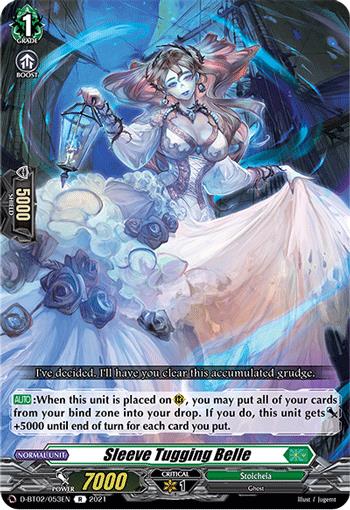 1
GRADE
BOOST
5000
SHIELD
I've decided. I'll have you clear this accumulated grudge.
AUTO:When this unit is placed on R, you may put all of your cards
from your bind zone into your drop. If you do, this unit gets
+5000 until end of turn for each card you put.
NORMAL UNIT
Sleeve Tugging Belle
POWER 7000
CRITICAL
1
Stoicheia
Ghost
D-BT02/053EN R 2021
Illust / Jugemt